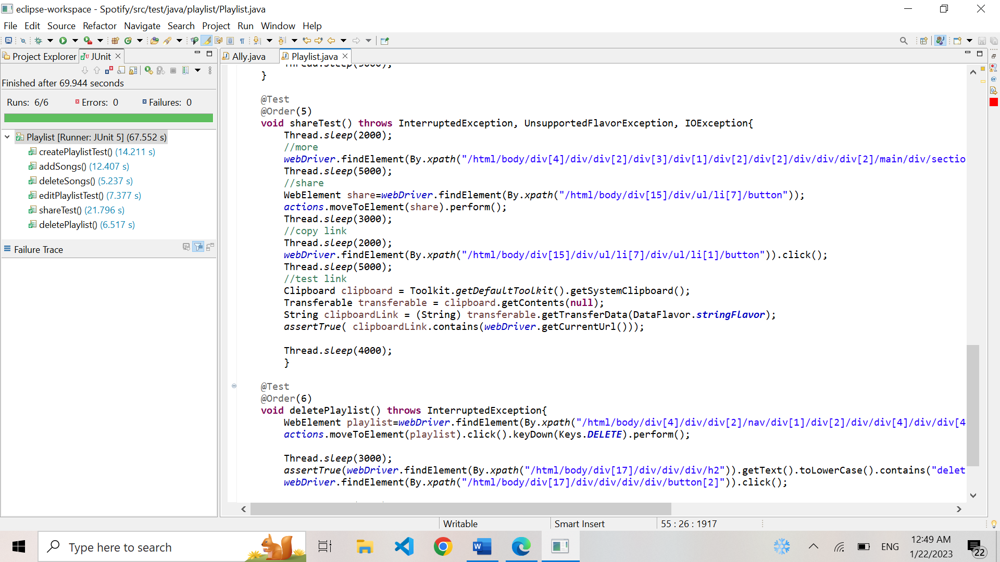 eclipse-workspace - Spotify/src/test/java/playlist/Playlist.java
File Edit Source Refactor Navigate Search Project Run Window Help
Project Explorer JUnit
Ally.java Playlist.java
Finished after 69.944 seconds
Runs: 6/6 Errors: 0 Failures: 0
Playlist [Runner: JUnit 5] (67.552 s)
createPlaylistTest() (14.211 s)
addSongs() (12.407 s)
deleteSongs() (5.237 s)
editPlaylistTest() (7.377 s)
shareTest() (21.796 s)
deletePlaylist() (6.517 s)
Failure Trace
}
@Test
@Order(5)
void shareTest() throws InterruptedException, UnsupportedFlavorException, IOException{
Thread.sleep(2000);
//more
webDriver.findElement(By.xpath("/html/body/div[4]/div/div[2]/div[3]/div[1]/div[2]/div[2]/div/div/div[2]/main/div/sectio
Thread.sleep(5000);
//share
WebElement share=webDriver.findElement(By.xpath("/html/body/div[15]/div/ul/li[7]/button"));
actions.moveToElement(share).perform();
Thread.sleep(3000);
//copy link
Thread.sleep(2000);
webDriver.findElement(By.xpath("/html/body/div[15]/div/ul/li[7]/div/ul/li[1]/button")).click();
Thread.sleep(5000);
//test link
Clipboard clipboard = Toolkit.getDefaultToolkit().getSystemClipboard();
Transferable transferable = clipboard.getContents(null);
String clipboardLink = (String) transferable.getTransferData(DataFlavor.stringFlavor);
assertTrue( clipboardLink.contains(webDriver.getCurrentUrl()));
Thread.sleep(4000);
}
@Test
@Order(6)
void deletePlaylist() throws InterruptedException{
WebElement playlist=webDriver.findElement(By.xpath("/html/body/div[4]/div/div[2]/nav/div[1]/div[2]/div/div[4]/div/div[4
actions.moveToElement(playlist).click().keyDown(Keys.DELETE).perform();
Thread.sleep(3000);
assertTrue(webDriver.findElement(By.xpath("/html/body/div[17]/div/div/div/h2")).getText().toLowerCase().contains("delet
webDriver.findElement(By.xpath("/html/body/div[17]/div/div/div/div/button[2]")).click();
Writable Smart Insert 55 : 26 : 1917
Type here to search
ENG
12:49 AM
1/22/2023
22